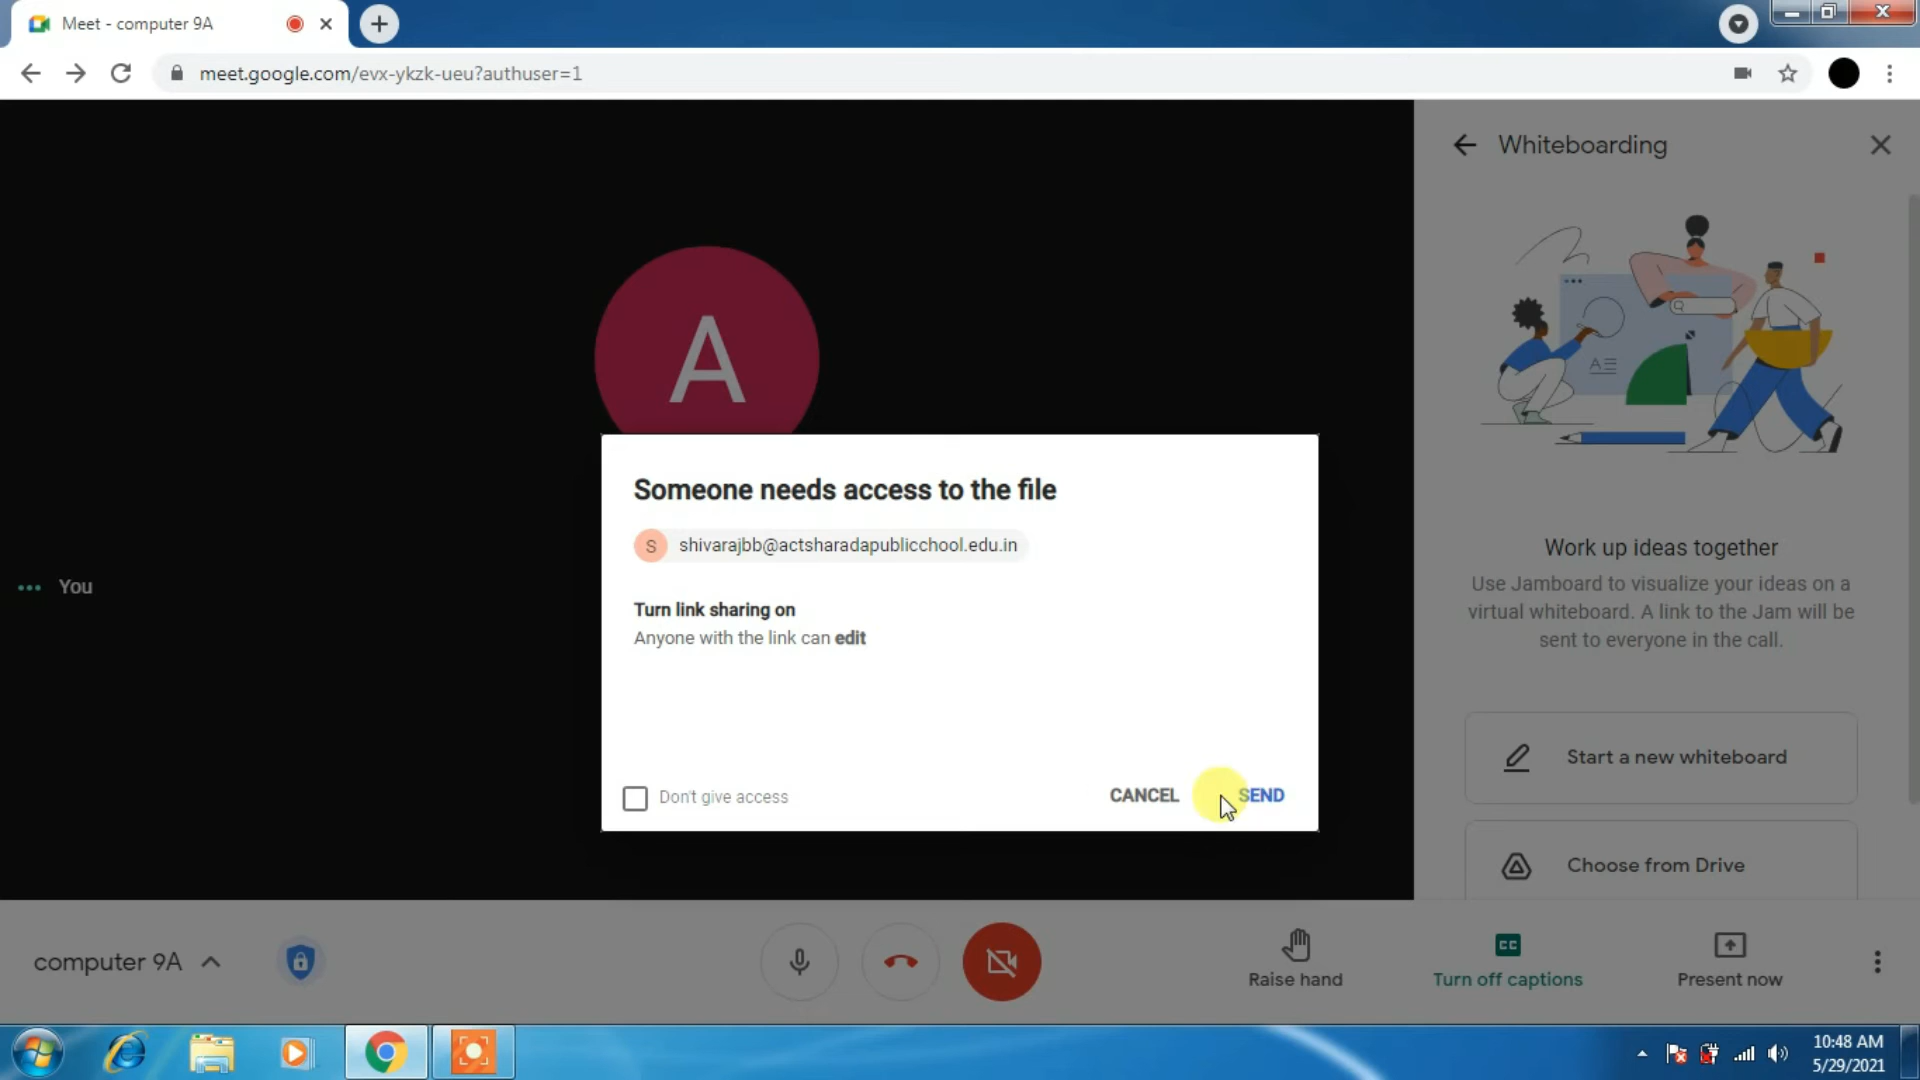 Meet - computer 9A
meet.google.com/evx-ykzk-ueu?authuser=1
Whiteboarding
A
Someone needs access to the file
S shivarajbb@actsharadapublicchool.edu.in
Turn link sharing on
Anyone with the link can edit
Don't give access
CANCEL
SEND
You
Work up ideas together
Use Jamboard to visualize your ideas on a
virtual whiteboard. A link to the Jam will be
sent to everyone in the call.
Start a new whiteboard
Choose from Drive
computer 9A
Raise hand
CC
Turn off captions
Present now
10:48 AM
5/29/2021